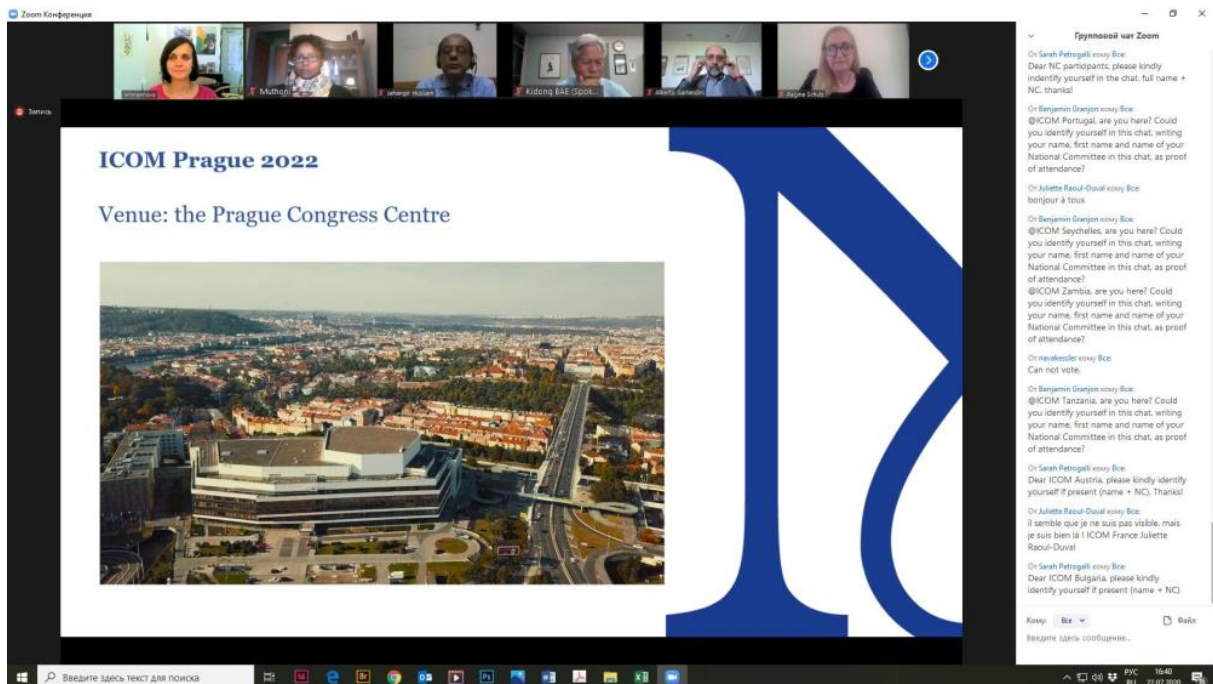 Zoom Конференция
Muthoni
Jahangir Hussain
Kidong BAE (Spok...
Alberto Garlandini
Regine Schulz
Запись
ICOM Prague 2022
Venue: the Prague Congress Centre
Групповой чат Zoom
От Sarah Petrogalli кому Все:
Dear NC participants, please kindly
indentify yourself in the chat, full name +
NC, thanks!
От Benjamin Granjon кому Все:
@ICOM Portugal, are you here? Could
you identify yourself in this chat, writing
your name, first name and name of your
National Committee in this chat, as proof
of attendance?
От Juliette Raoul-Duval кому Все:
bonjour à tous
От Benjamin Granjon кому Все:
@ICOM Seychelles, are you here? Could
you identify yourself in this chat, writing
your name, first name and name of your
National Committee in this chat, as proof
of attendance?
@ICOM Zambia, are you here? Could
you identify yourself in this chat, writing
your name, first name and name of your
National Committee in this chat, as proof
of attendance?
От navakessler кому Все:
Can not vote.
От Benjamin Granjon кому Все:
@ICOM Tanzania, are you here? Could
you identify yourself in this chat, writing
your name, first name and name of your
National Committee in this chat, as proof
of attendance?
От Sarah Petrogalli кому Все:
Dear ICOM Austria, please kindly identify
yourself if present (name + NC). Thanks!
От Juliette Raoul-Duval кому Все:
il semble que je ne suis pas visible. mais
je suis bien là ! ICOM France Juliette
Raoul-Duval
От Sarah Petrogalli кому Все:
Dear ICOM Bulgaria, please kindly
identify yourself if present (name + NC)
Кому: Все
Файл
Введите здесь сообщение...
Введите здесь текст для поиска
РУС
16:40
RU
22.07.2020